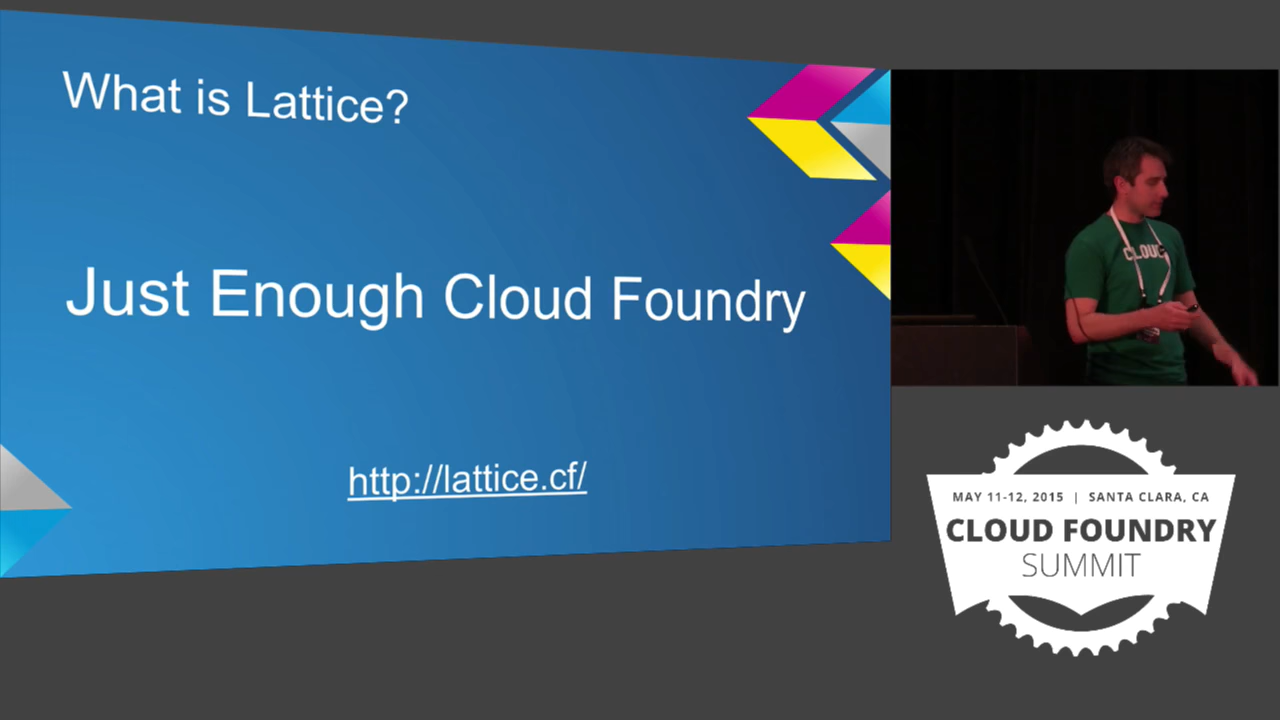 What is Lattice?
Just Enough Cloud Foundry
http://lattice.cf/
CLOUD
MAY 11-12, 2015 | SANTA CLARA, CA
CLOUD FOUNDRY
SUMMIT